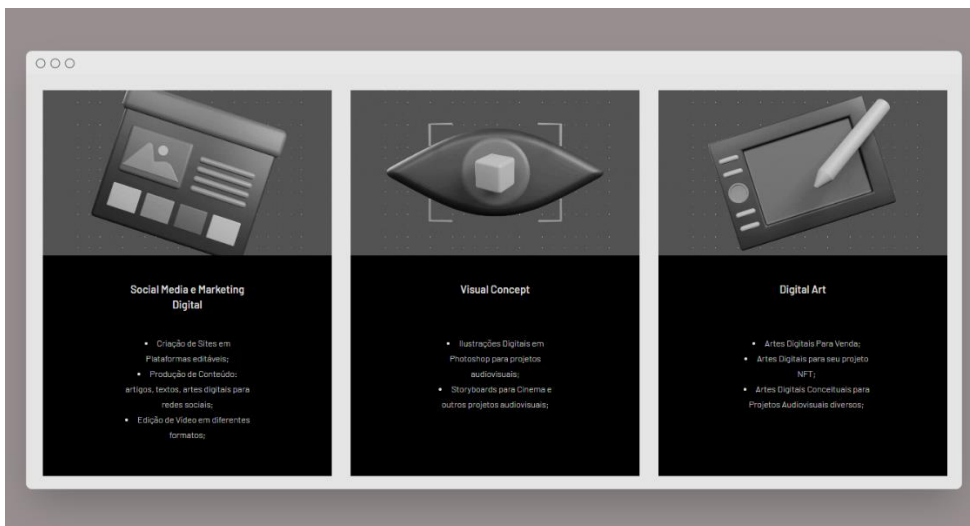 Social Media e Marketing
Digital
• Criação de Sites em
Plataformas editáveis;
• Produção de Conteúdo:
artigos, textos, artes digitais para
redes sociais;
• Edição de Vídeo em diferentes
formatos;
Visual Concept
• Ilustrações Digitais em
Photoshop para projetos
audiovisuais;
• Storyboards para Cinema e
outros projetos audiovisuais;
Digital Art
• Artes Digitais Para Venda;
• Artes Digitais para seu projeto
NFT;
• Artes Digitais Conceituais para
Projetos Audiovisuais diversos;